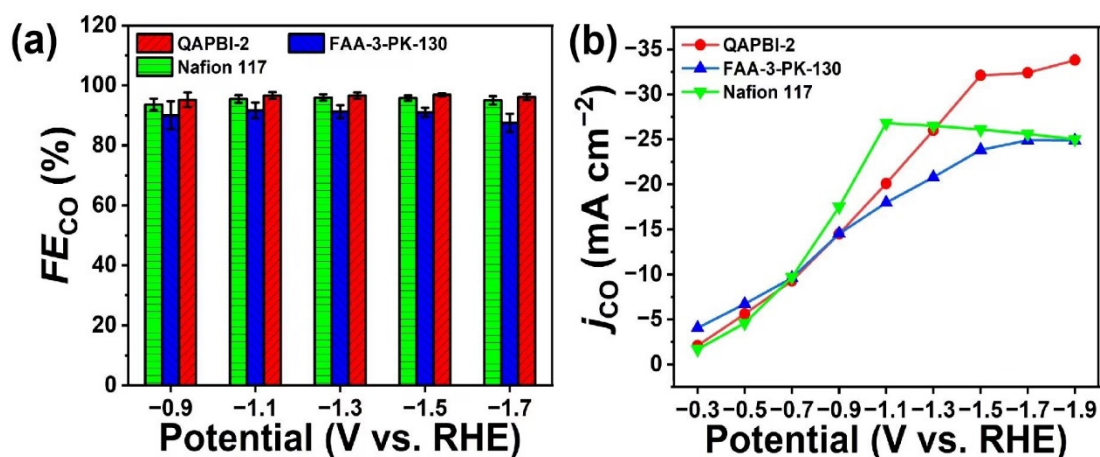 (a)
120
100
80
60
40
20
0
FE_CO (%)
QAPBI-2
FAA-3-PK-130
Nafion 117
−0.9 −1.1 −1.3 −1.5 −1.7
Potential (V vs. RHE)
(b)
−35
−30
−25
−20
−15
−10
−5
0
j_CO (mA cm⁻²)
QAPBI-2
FAA-3-PK-130
Nafion 117
−0.3 −0.5 −0.7 −0.9 −1.1 −1.3 −1.5 −1.7 −1.9
Potential (V vs. RHE)